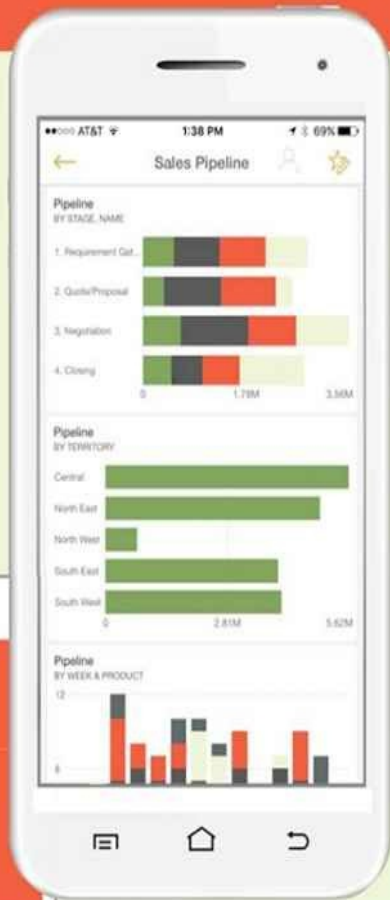 AT&T
1:38 PM
69%
Sales Pipeline
Pipeline
BY STAGE, NAME
1. Requirement Gat...
2. Quote/Proposal
3. Negotiation
4. Closing
0 1.78M 3.56M
Pipeline
BY TERRITORY
Central
North East
North West
South East
South West
0 2.81M 5.62M
Pipeline
BY WEEK & PRODUCT
12
8